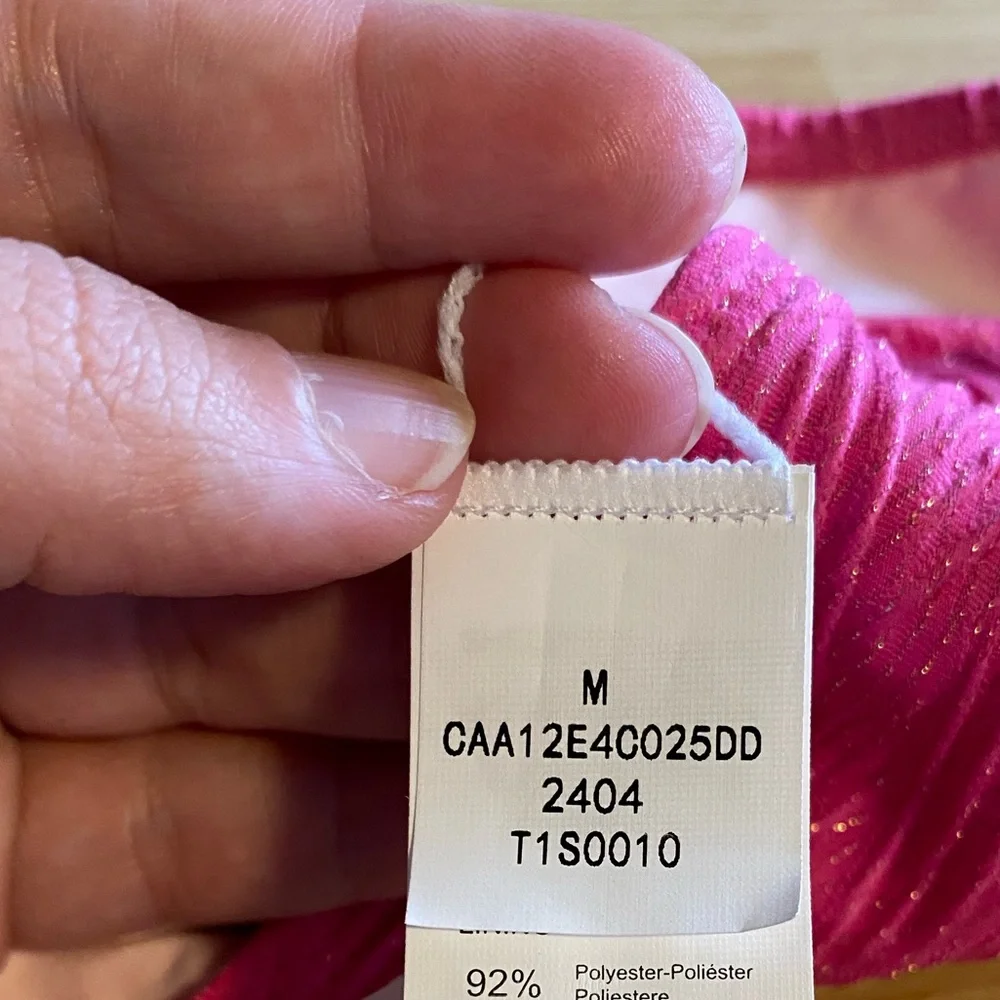 M
CAA12E4C025DD
2404
T1S0010
92% Polyester-Poliéster
Poliestere